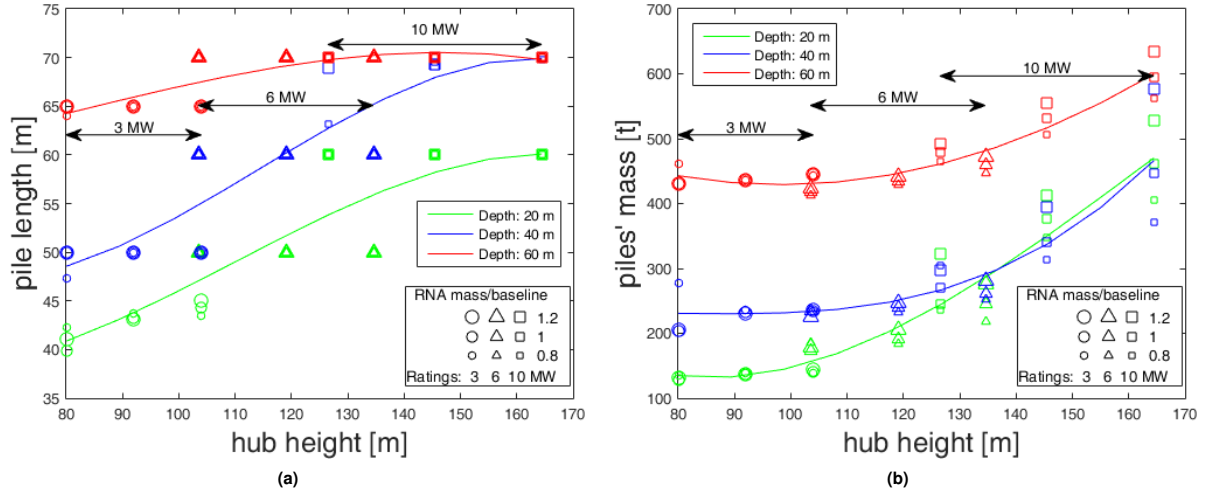 75
70
65
60
55
50
45
40
35
pile length [m]
10 MW
6 MW
3 MW
Depth: 20 m
Depth: 40 m
Depth: 60 m
RNA mass/baseline
1.2
1
0.8
Ratings: 3 6 10 MW
80 90 100 110 120 130 140 150 160 170
hub height [m]
(a)
700
600
500
400
300
200
100
piles' mass [t]
Depth: 20 m
Depth: 40 m
Depth: 60 m
10 MW
6 MW
3 MW
RNA mass/baseline
1.2
1
0.8
Ratings: 3 6 10 MW
80 90 100 110 120 130 140 150 160 170
hub height [m]
(b)